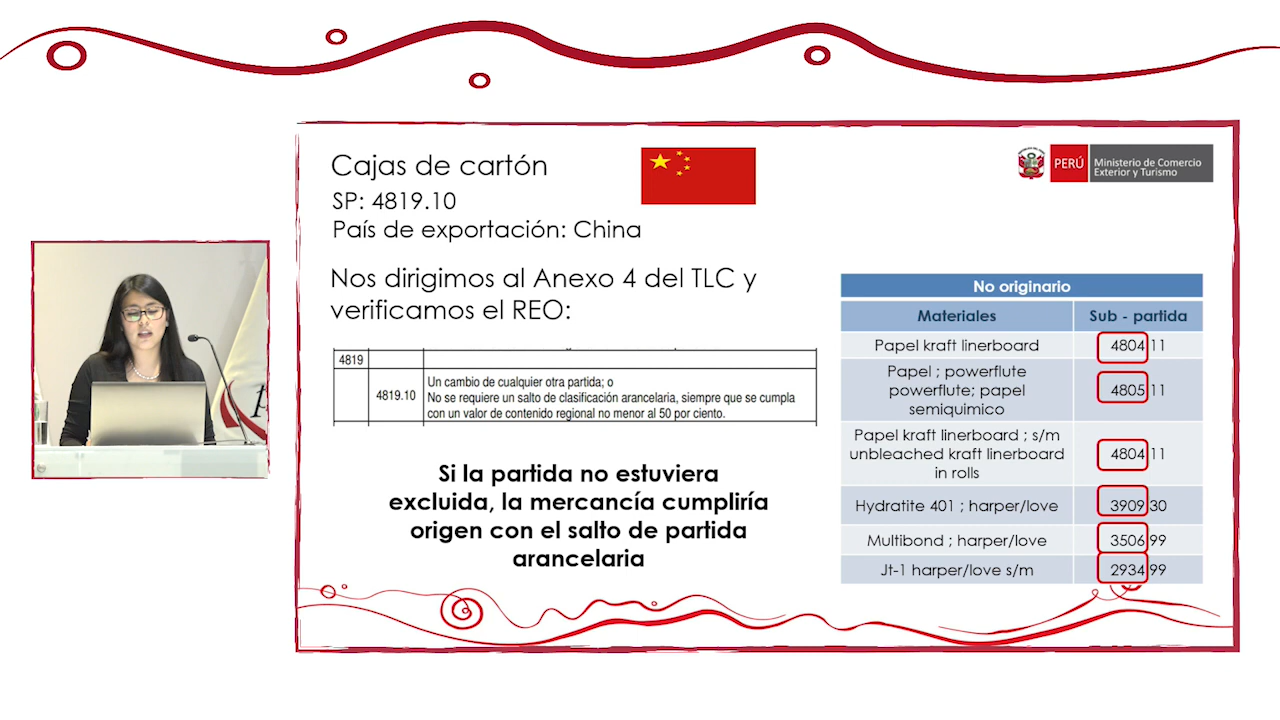 Cajas de cartón
SP: 4819.10
País de exportación: China
PERÚ
Ministerio de Comercio
Exterior y Turismo
Nos dirigimos al Anexo 4 del TLC y
verificamos el REO:
4819
4819.10
Un cambio de cualquier otra partida; o
No se requiere un salto de clasificación arancelaria, siempre que se cumpla
con un valor de contenido regional no menor al 50 por ciento.
Si la partida no estuviera
excluida, la mercancía cumpliría
origen con el salto de partida
arancelaria
No originario
Materiales
Sub - partida
Papel kraft linerboard
4804 11
Papel ; powerflute
powerflute; papel
semiquimico
4805 11
Papel kraft linerboard ; s/m
unbleached kraft linerboard
in rolls
4804 11
Hydratite 401 ; harper/love
3909 30
Multibond ; harper/love
3506 99
Jt-1 harper/love s/m
2934 99